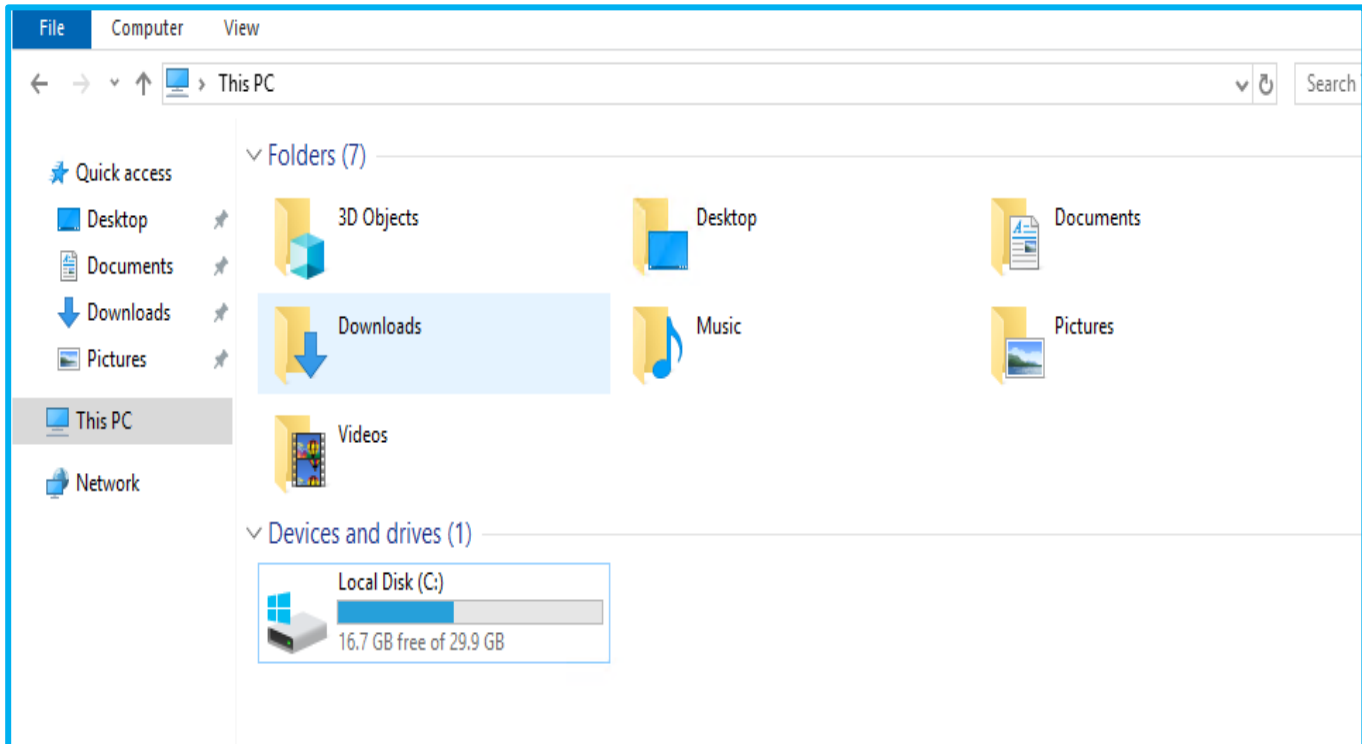 File Computer View
This PC
Search
Quick access
Desktop
Documents
Downloads
Pictures
This PC
Network
Folders (7)
3D Objects
Desktop
Documents
Downloads
Music
Pictures
Videos
Devices and drives (1)
Local Disk (C:)
16.7 GB free of 29.9 GB